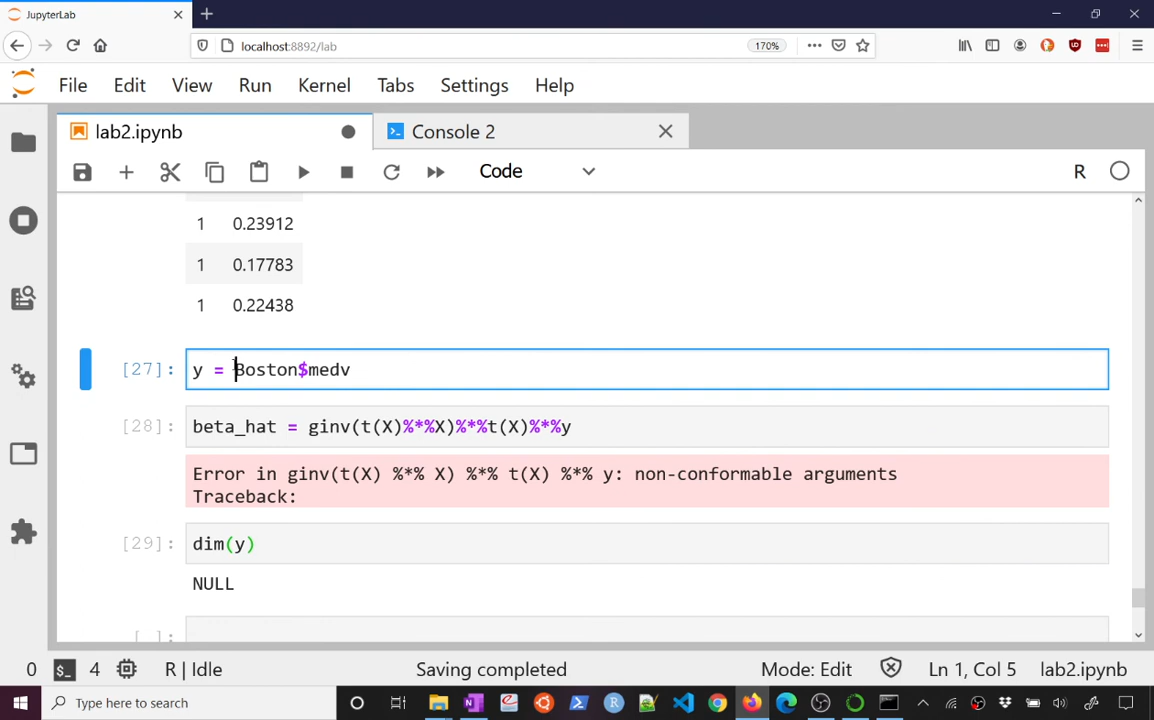 JupyterLab
localhost:8892/lab
170%
File Edit View Run Kernel Tabs Settings Help
lab2.ipynb
Console 2
Code
R
1 0.23912
1 0.17783
1 0.22438
[27]: y = Boston$medv
[28]: beta_hat = ginv(t(X)%*%X)%*%t(X)%*%y
Error in ginv(t(X) %*% X) %*% t(X) %*% y: non-conformable arguments
Traceback:
[29]: dim(y)
NULL
[ ]:
0 $_ 4 R | Idle Saving completed Mode: Edit Ln 1, Col 5 lab2.ipynb
Type here to search